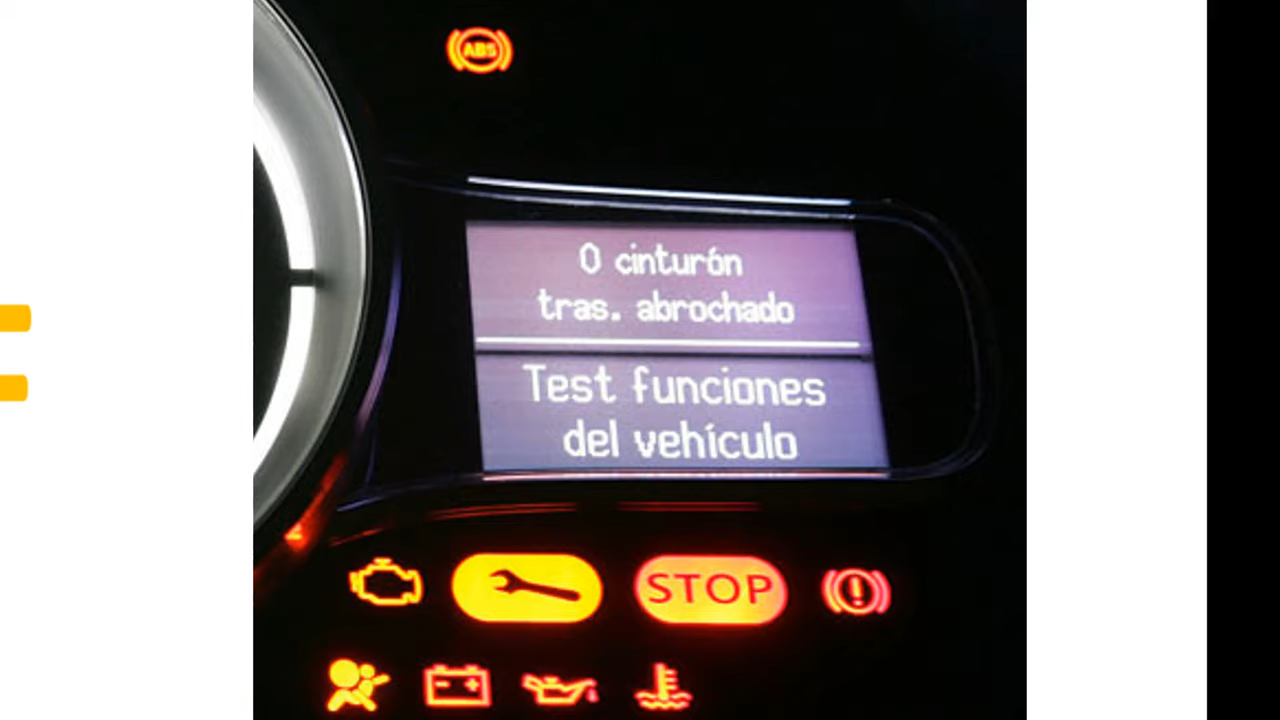 ABS
0 cinturón
tras. abrochado
Test funciones
del vehículo
STOP